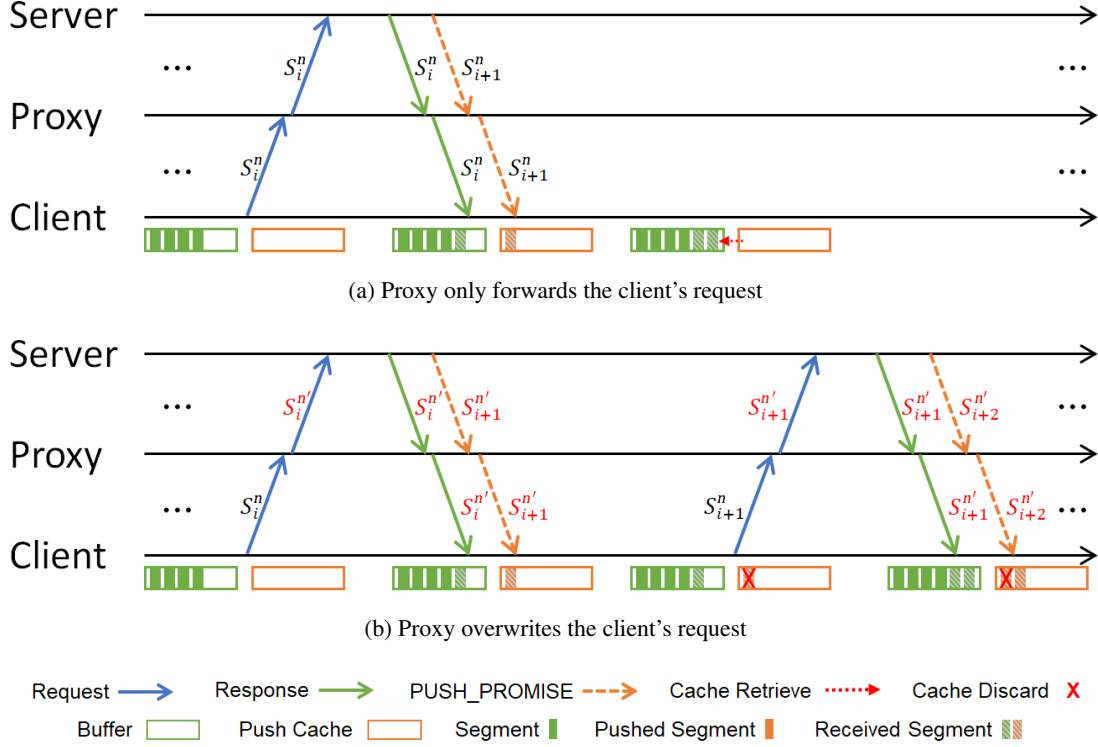 Server
... S_i^n S_i^n S_{i+1}^n ...
Proxy
... S_i^n S_i^n S_{i+1}^n ...
Client
(a) Proxy only forwards the client's request
Server
... S_i^{n'} S_i^{n'} S_{i+1}^{n'} S_{i+1}^{n'} S_{i+1}^{n'} S_{i+2}^{n'}
Proxy
... S_i^n S_i^{n'} S_{i+1}^{n'} S_{i+1}^n S_{i+1}^{n'} S_{i+2}^{n'} ...
Client
X X
(b) Proxy overwrites the client's request
Request Response PUSH_PROMISE Cache Retrieve Cache Discard X
Buffer Push Cache Segment Pushed Segment Received Segment